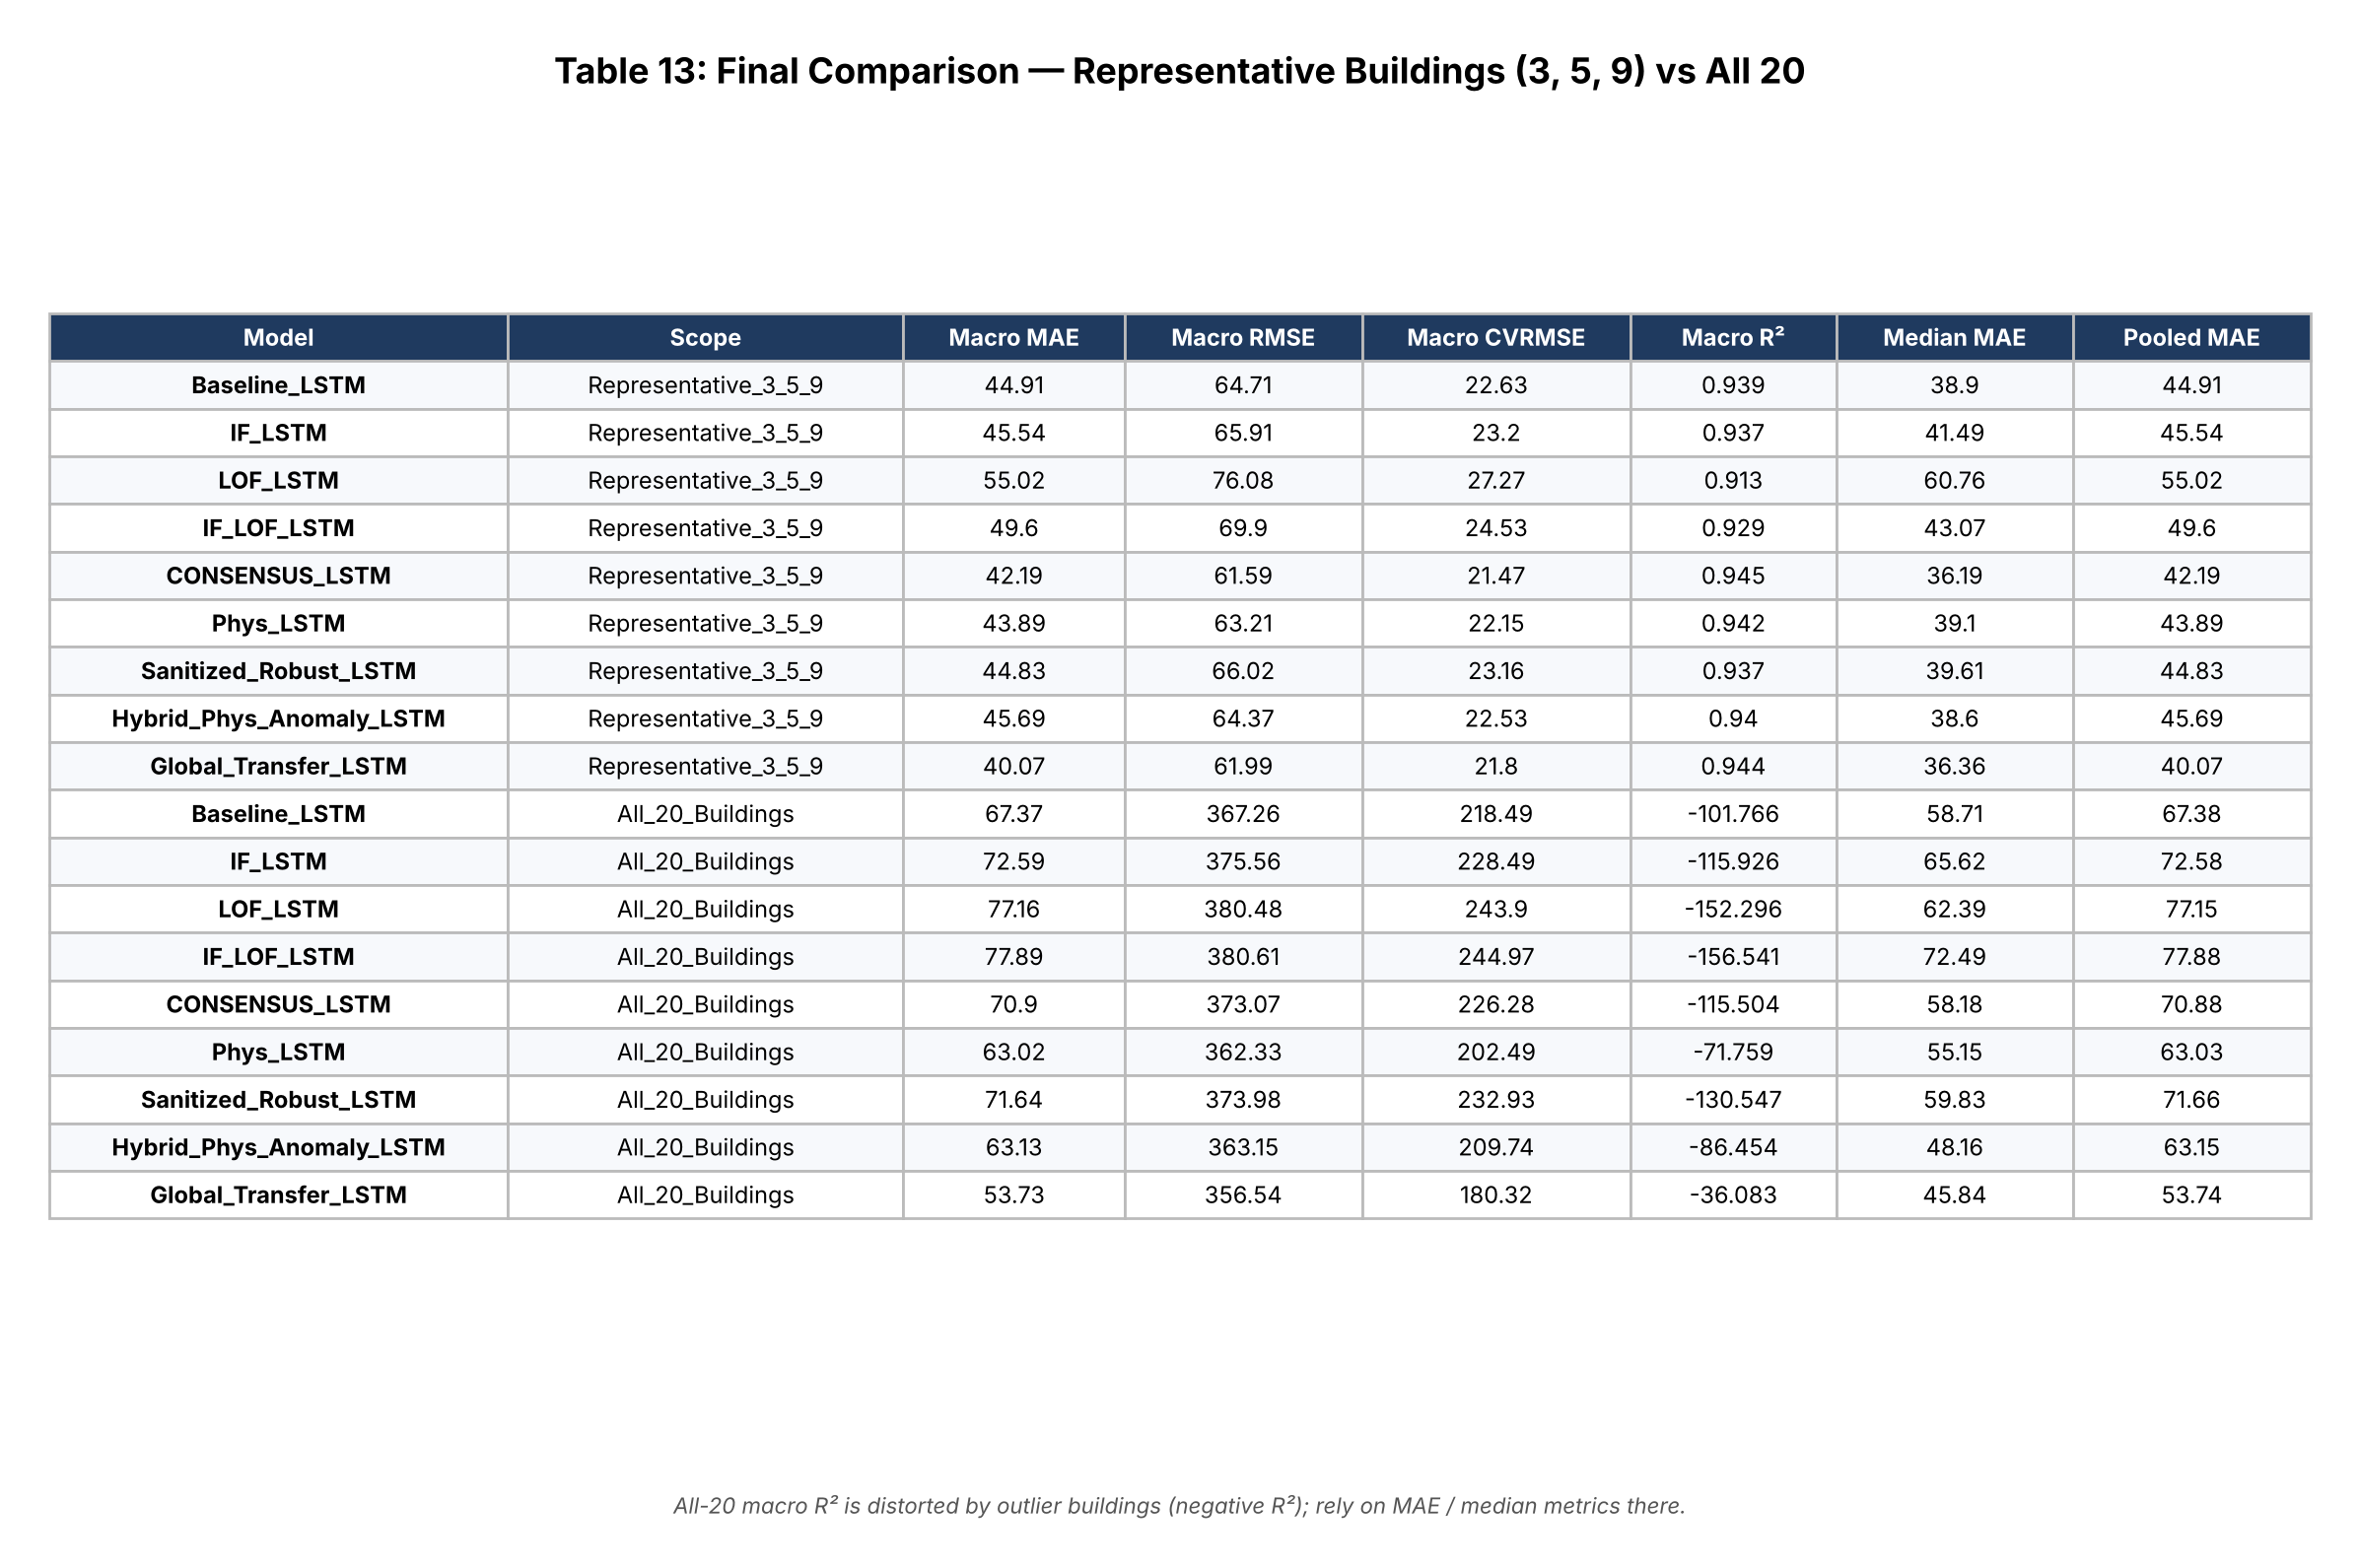 Table 13: Final Comparison — Representative Buildings (3, 5, 9) vs All 20
Model Scope Macro MAE Macro RMSE Macro CVRMSE Macro R² Median MAE Pooled MAE
Baseline_LSTM Representative_3_5_9 44.91 64.71 22.63 0.939 38.9 44.91
IF_LSTM Representative_3_5_9 45.54 65.91 23.2 0.937 41.49 45.54
LOF_LSTM Representative_3_5_9 55.02 76.08 27.27 0.913 60.76 55.02
IF_LOF_LSTM Representative_3_5_9 49.6 69.9 24.53 0.929 43.07 49.6
CONSENSUS_LSTM Representative_3_5_9 42.19 61.59 21.47 0.945 36.19 42.19
Phys_LSTM Representative_3_5_9 43.89 63.21 22.15 0.942 39.1 43.89
Sanitized_Robust_LSTM Representative_3_5_9 44.83 66.02 23.16 0.937 39.61 44.83
Hybrid_Phys_Anomaly_LSTM Representative_3_5_9 45.69 64.37 22.53 0.94 38.6 45.69
Global_Transfer_LSTM Representative_3_5_9 40.07 61.99 21.8 0.944 36.36 40.07
Baseline_LSTM All_20_Buildings 67.37 367.26 218.49 -101.766 58.71 67.38
IF_LSTM All_20_Buildings 72.59 375.56 228.49 -115.926 65.62 72.58
LOF_LSTM All_20_Buildings 77.16 380.48 243.9 -152.296 62.39 77.15
IF_LOF_LSTM All_20_Buildings 77.89 380.61 244.97 -156.541 72.49 77.88
CONSENSUS_LSTM All_20_Buildings 70.9 373.07 226.28 -115.504 58.18 70.88
Phys_LSTM All_20_Buildings 63.02 362.33 202.49 -71.759 55.15 63.03
Sanitized_Robust_LSTM All_20_Buildings 71.64 373.98 232.93 -130.547 59.83 71.66
Hybrid_Phys_Anomaly_LSTM All_20_Buildings 63.13 363.15 209.74 -86.454 48.16 63.15
Global_Transfer_LSTM All_20_Buildings 53.73 356.54 180.32 -36.083 45.84 53.74
All-20 macro R² is distorted by outlier buildings (negative R²); rely on MAE / median metrics there.